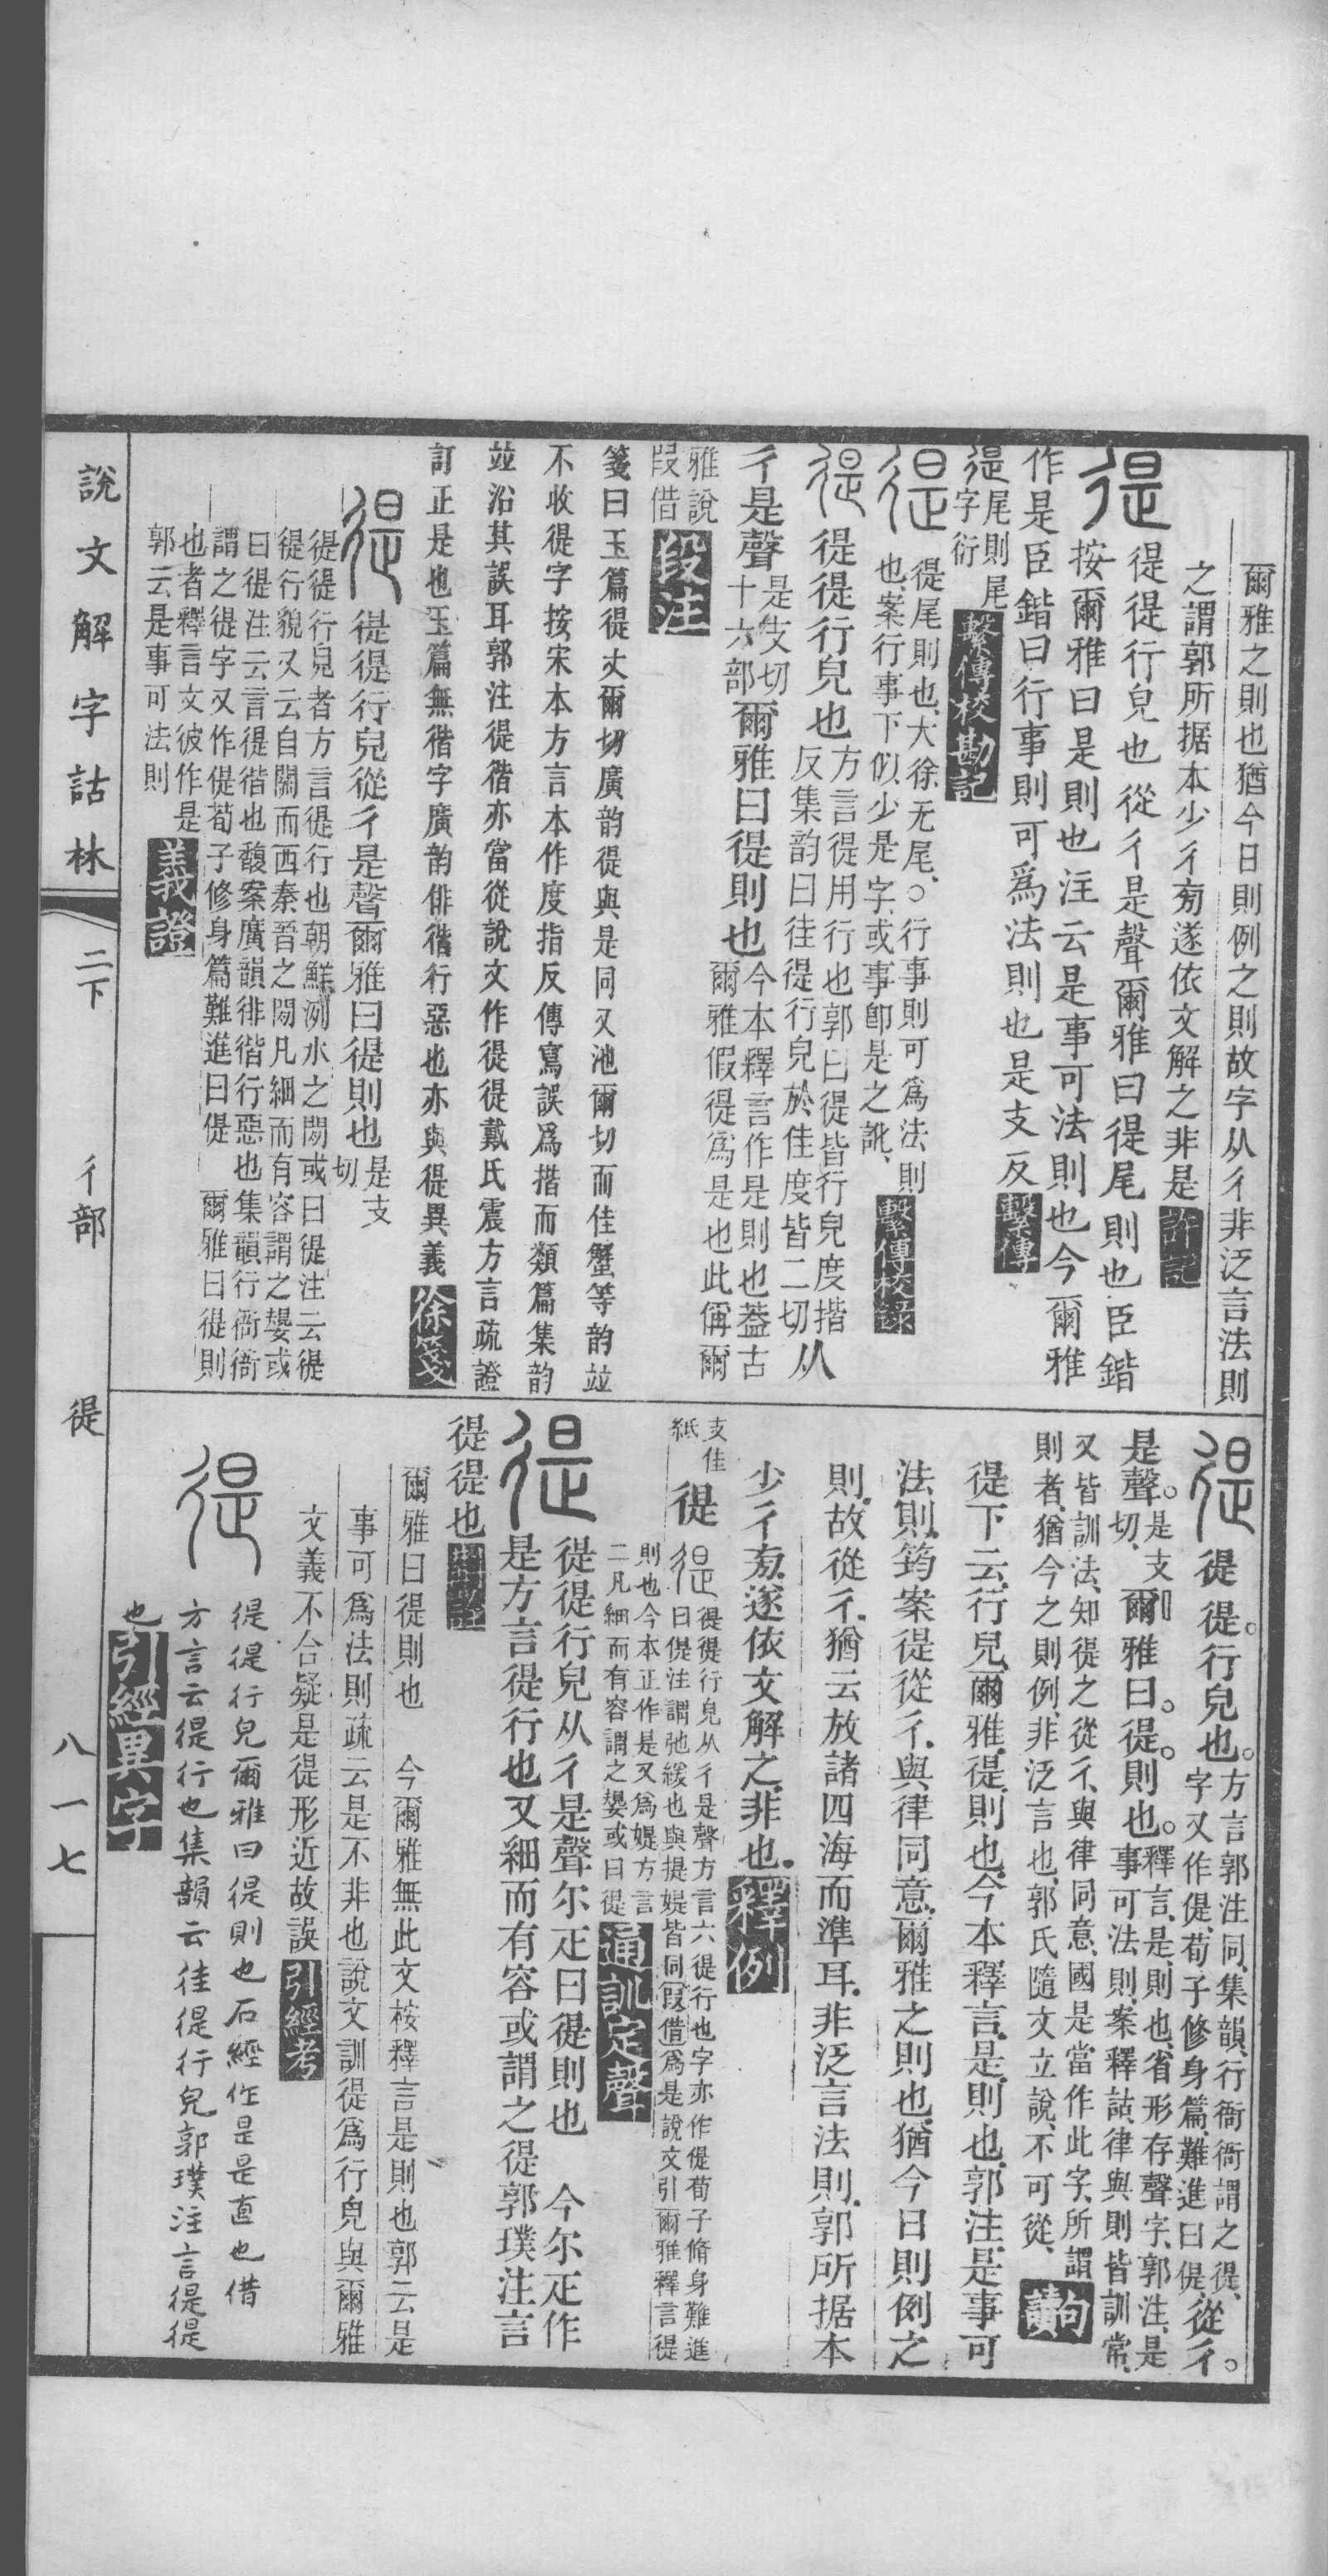 爾雅之則也猶今日則例之則故字从彳非泛言法則
之謂郭所据本少彳㫄遂依文解之非是許記
徥徥行皃也從彳是聲爾雅曰徥尾則也臣鍇
按爾雅曰是則也注云是事可法則也今爾雅
作是臣鍇曰行事則可爲法則也是支反繫傳
徥尾則尾
字衍繫傳校勘記
徥尾則也大徐无尾○行事則可爲法則
也案行事下似少是字或事卽是之訛繫傳校錄
徥徥行皃也方言徥用行也郭曰徥皆行皃度揩
反集韵曰徍徥行皃於佳度皆二切从
彳是聲是支切
十六部爾雅曰徥則也今本釋言作是則也葢古
爾雅假徥爲是也此偁爾
雅說
叚借段注
箋曰玉篇徥丈爾切廣韵徥與是同又池爾切而佳蟹等韵竝
不收徥字按宋本方言本作度指反傳寫誤爲揩而類篇集韵
竝沿其誤耳郭注徥偕亦當從說文作徥徥戴氏震方言疏證
訂正是也玉篇無㣬字廣韵俳㣬行惡也亦與徥異義徐箋
徥徥行皃從彳是聲爾雅曰徥則也是支
切
徥徥行皃者方言徥行也朝鮮洌水之閒或曰徥注云徥
徥行貌又云自關而西秦晉之閒凡細而有容謂之嫢或
曰徥注云言徥㣬也馥案廣韻徘㣬行惡也集韻行䘕䘕
謂之徥字又作偍荀子修身篇難進曰偍　爾雅曰徥則
也者釋言文彼作是
郭云是事可法則義證
徥徥行皃也方言郭注同集韻行䘕䘕謂之徥
字又作偍荀子修身篇難進曰偍從彳
是聲是支
切爾雅曰徥則也釋言是則也省形存聲字郭注是
事可法則案釋詁律與則皆訓常
又皆訓法知徥之從彳與律同意國是當作此字所謂
則者猶今之則例非泛言也郭氏隨文立說不可從句讀
徥下云行皃爾雅徥則也今本釋言是則也郭注是事可
法則筠案徥從彳與律同意爾雅之則也猶今日則例之
則故從彳猶云放諸四海而準耳非泛言法則郭所据本
少彳㫄遂依文解之非也釋例
支佳
紙徥徥徥行皃从彳是聲方言六徥行也字亦作偍荀子脩身難進
曰偍注謂弛緩也與提媞皆同叚借爲是說文引爾雅釋言徥
則也今本正作是又爲媞方言
二凡細而有容謂之嫢或曰徥通訓定聲
徥徥行皃从彳是聲尔疋曰徥則也　今尔疋作
是方言徥行也又細而有容或謂之徥郭璞注言
徥徥也斠詮
爾雅曰徥則也　今爾雅無此文桉釋言是則也郭云是
事可爲法則疏云是不非也說文訓徥爲行皃與爾雅
文義不合疑是徥形近故誤引經考
徥徥行皃爾雅曰徥則也石經作是是直也借
方言云徥行也集韻云徍徥行皃郭璞注言徥徥
也引經異字
說文解字詁林　二下　彳部　徥　八一七